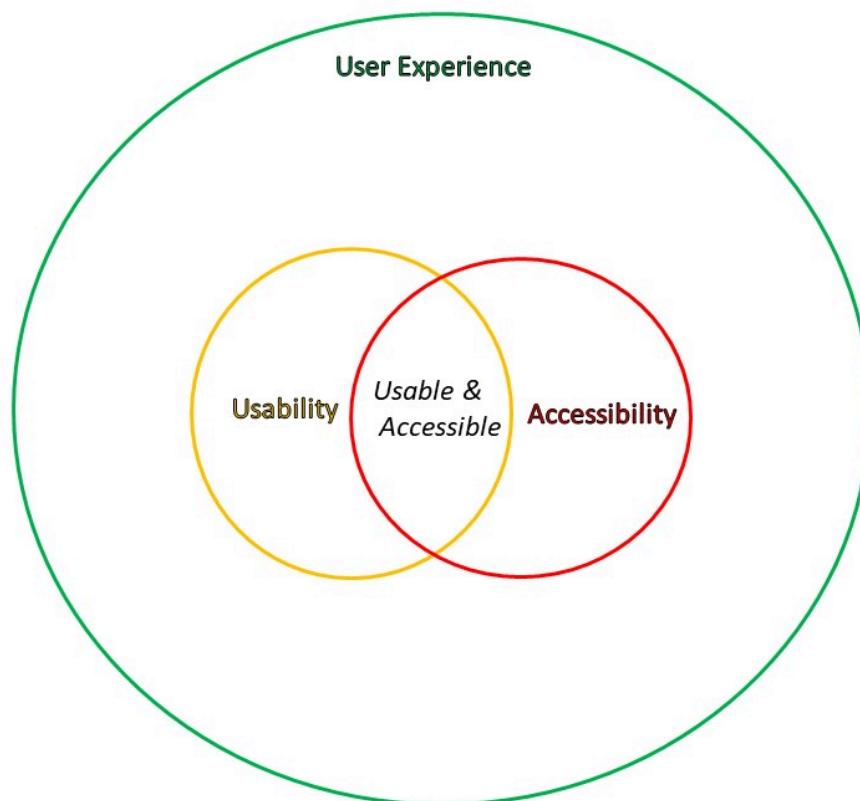 User Experience
Usability
Usable &
Accessible
Accessibility